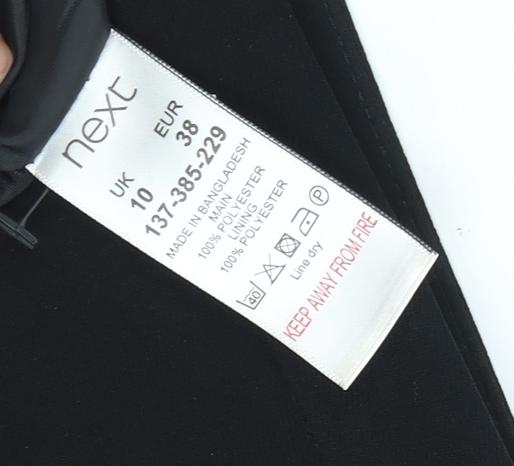 next
UK EUR
10 38
137-385-229
MADE IN BANGLADESH
MAIN
100% POLYESTER
LINING
100% POLYESTER
40 P
Line dry
KEEP AWAY FROM FIRE